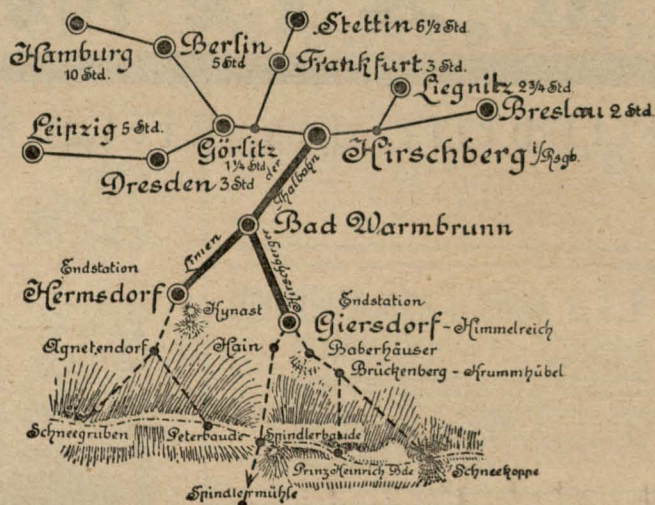 Stettin 6½ Std.
Hamburg
10 Std.
Berlin
5 Std
Frankfurt 3 Std.
Liegnitz 2¾ Std.
Breslau 2 Std.
Leipzig 5 Std.
Görlitz
1¼ Std.
Hirschberg i/Rsgb.
Dresden 3 Std
Linien der Hirschberger Thalbahn
Bad Warmbrunn
Endstation
Hermsdorf
Kynast
Endstation
Giersdorf - Himmelreich
Agnetendorf
Hain
Baberhäuser
Brückenberg - Krummhübel
Schneegruben
Peterbaude
Spindlerbaude
Prinz Heinrich Bde
Schneekoppe
Spindlermühle